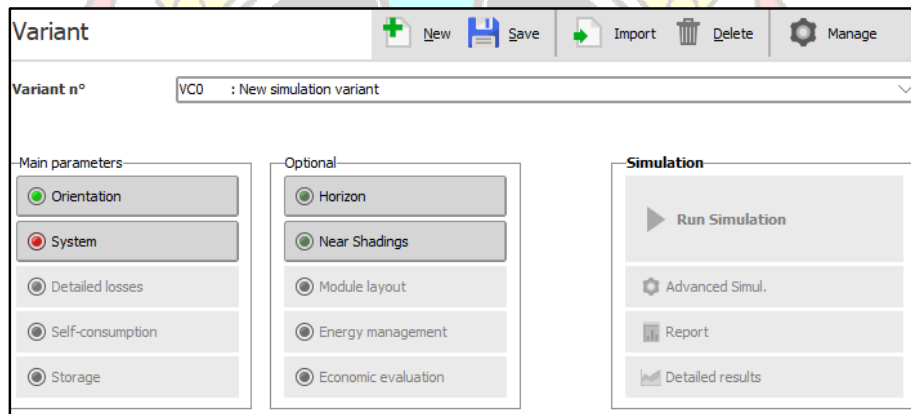 Variant
New
Save
Import
Delete
Manage
Variant n°
VC0 : New simulation variant
Main parameters
Orientation
System
Detailed losses
Self-consumption
Storage
Optional
Horizon
Near Shadings
Module layout
Energy management
Economic evaluation
Simulation
Run Simulation
Advanced Simul.
Report
Detailed results